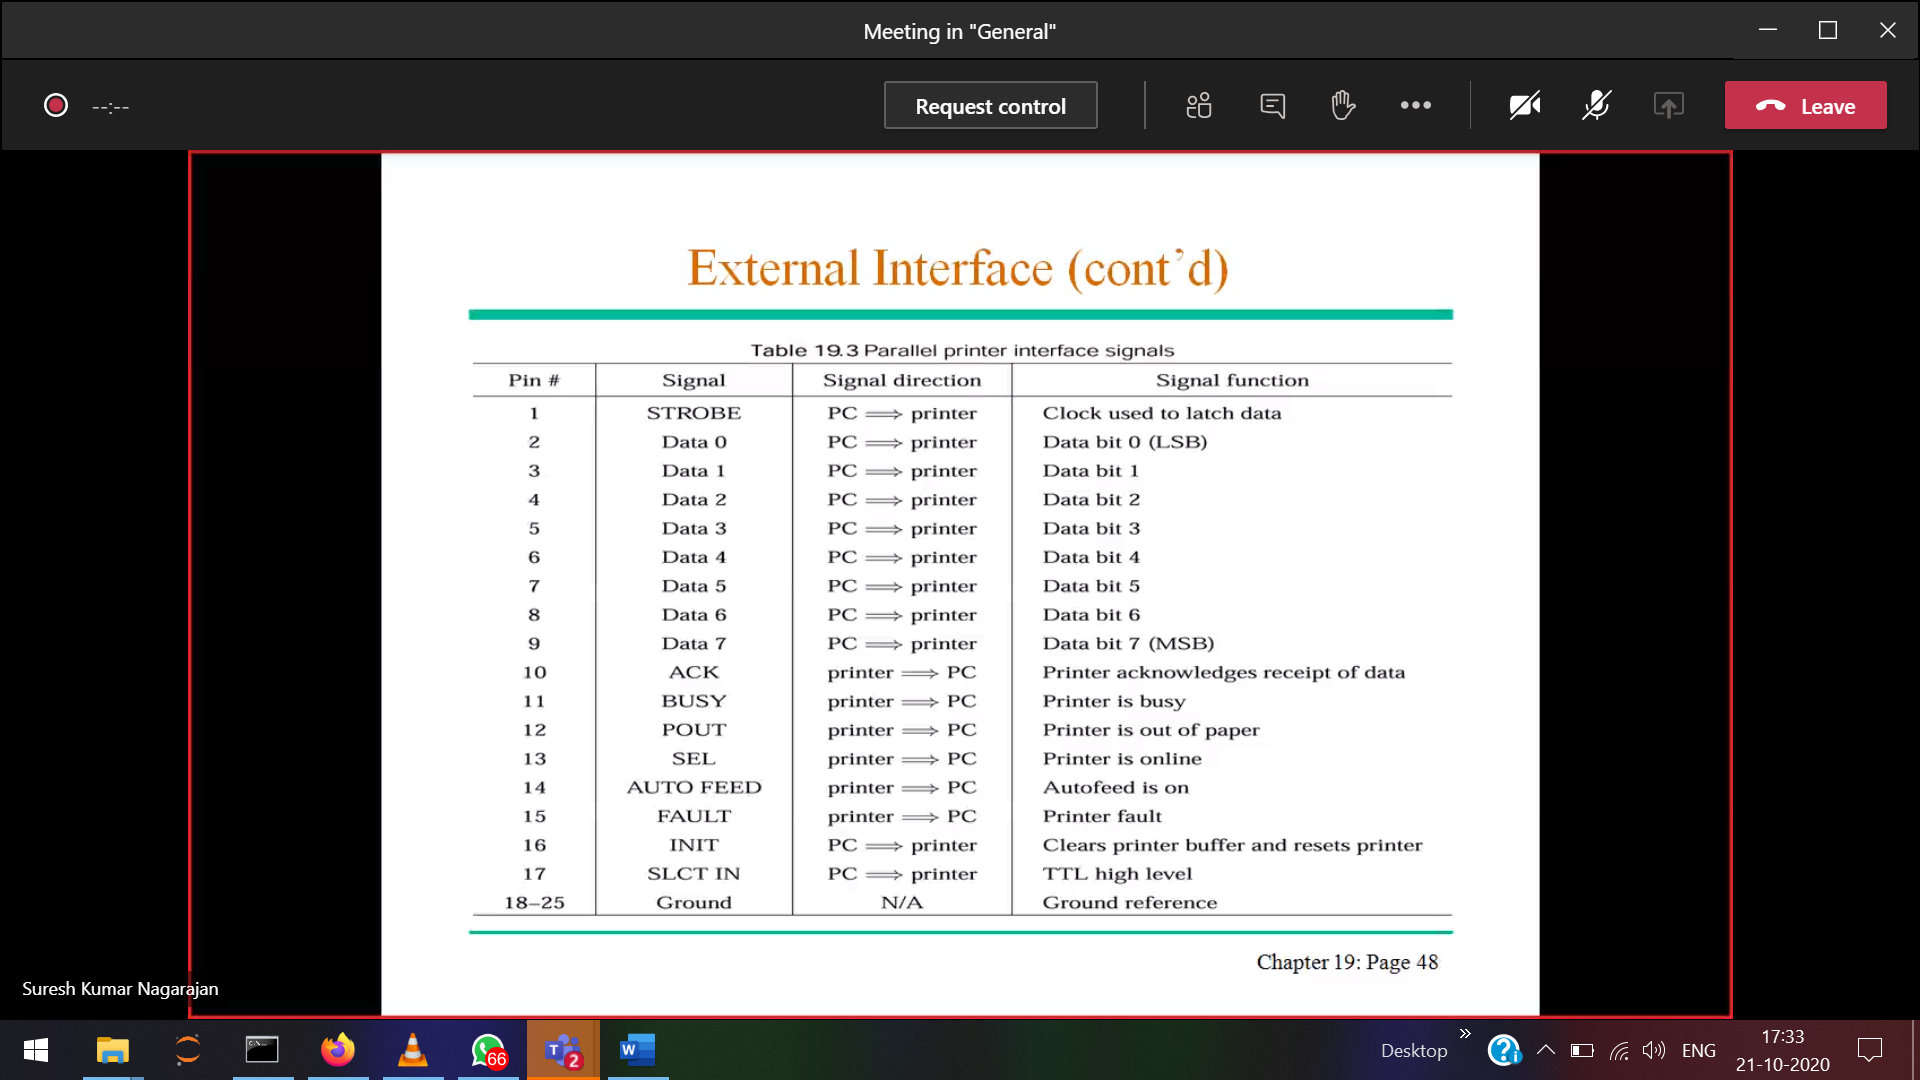 Meeting in "General"
--:-- Request control Leave
External Interface (cont’d)
Table 19.3 Parallel printer interface signals
Pin # Signal Signal direction Signal function
1 STROBE PC ⟹ printer Clock used to latch data
2 Data 0 PC ⟹ printer Data bit 0 (LSB)
3 Data 1 PC ⟹ printer Data bit 1
4 Data 2 PC ⟹ printer Data bit 2
5 Data 3 PC ⟹ printer Data bit 3
6 Data 4 PC ⟹ printer Data bit 4
7 Data 5 PC ⟹ printer Data bit 5
8 Data 6 PC ⟹ printer Data bit 6
9 Data 7 PC ⟹ printer Data bit 7 (MSB)
10 ACK printer ⟹ PC Printer acknowledges receipt of data
11 BUSY printer ⟹ PC Printer is busy
12 POUT printer ⟹ PC Printer is out of paper
13 SEL printer ⟹ PC Printer is online
14 AUTO FEED printer ⟹ PC Autofeed is on
15 FAULT printer ⟹ PC Printer fault
16 INIT PC ⟹ printer Clears printer buffer and resets printer
17 SLCT IN PC ⟹ printer TTL high level
18–25 Ground N/A Ground reference
Chapter 19: Page 48
Suresh Kumar Nagarajan
66 T 2 W Desktop » ? ENG 17:33
21-10-2020